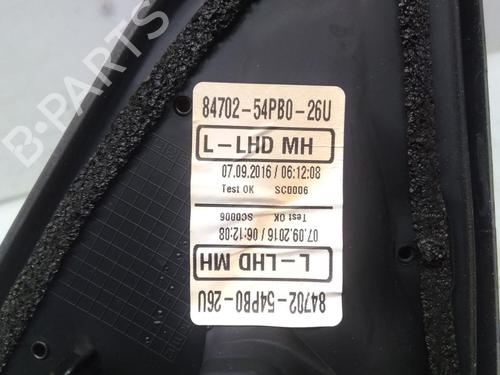 B-PARTS
84702-54PB0-26U
L-LHD MH
07.09.2016 / 06:12:08
Test OK SC0006
Test OK SC0006
07.09.2016 / 06:12:08
L-LHD MH
84702-54PB0-26U